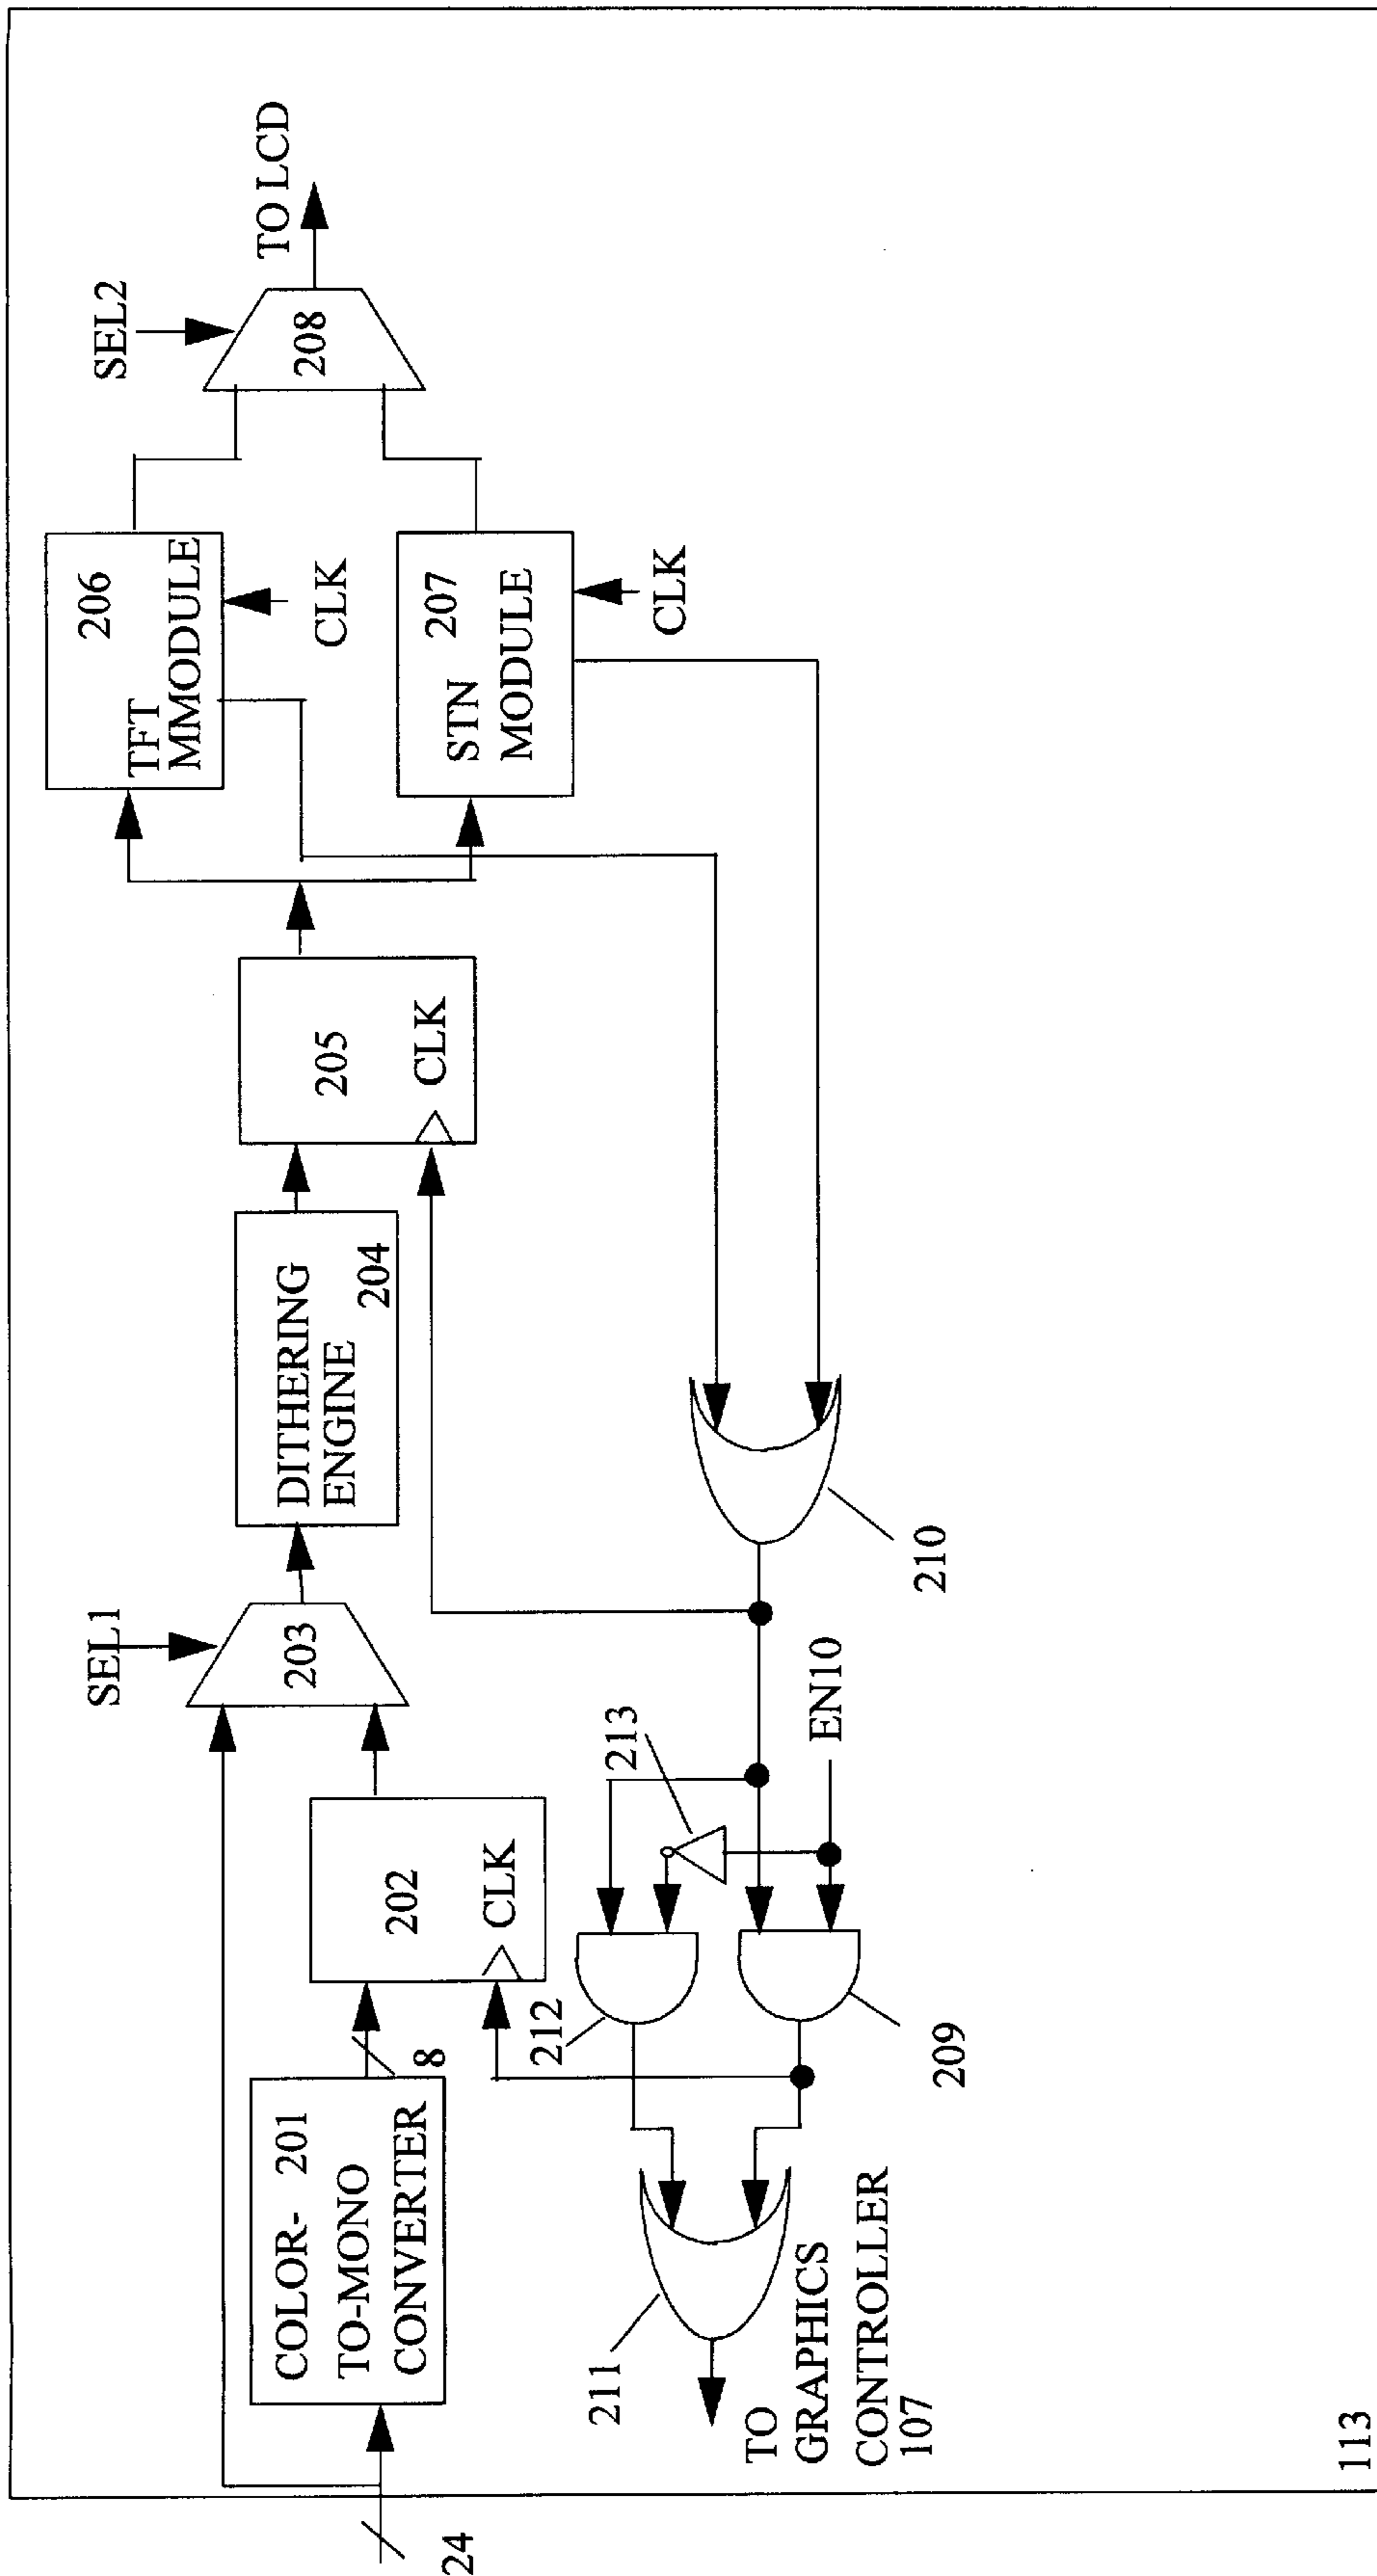 24
COLOR- 201
TO-MONO
CONVERTER
8
202
CLK
SEL1
203
DITHERING
ENGINE
204
205
CLK
206
TFT
MMODULE
CLK
207
STN
MODULE
CLK
SEL2
208
TO LCD
211
212
213
209
EN10
210
TO
GRAPHICS
CONTROLLER
107
113